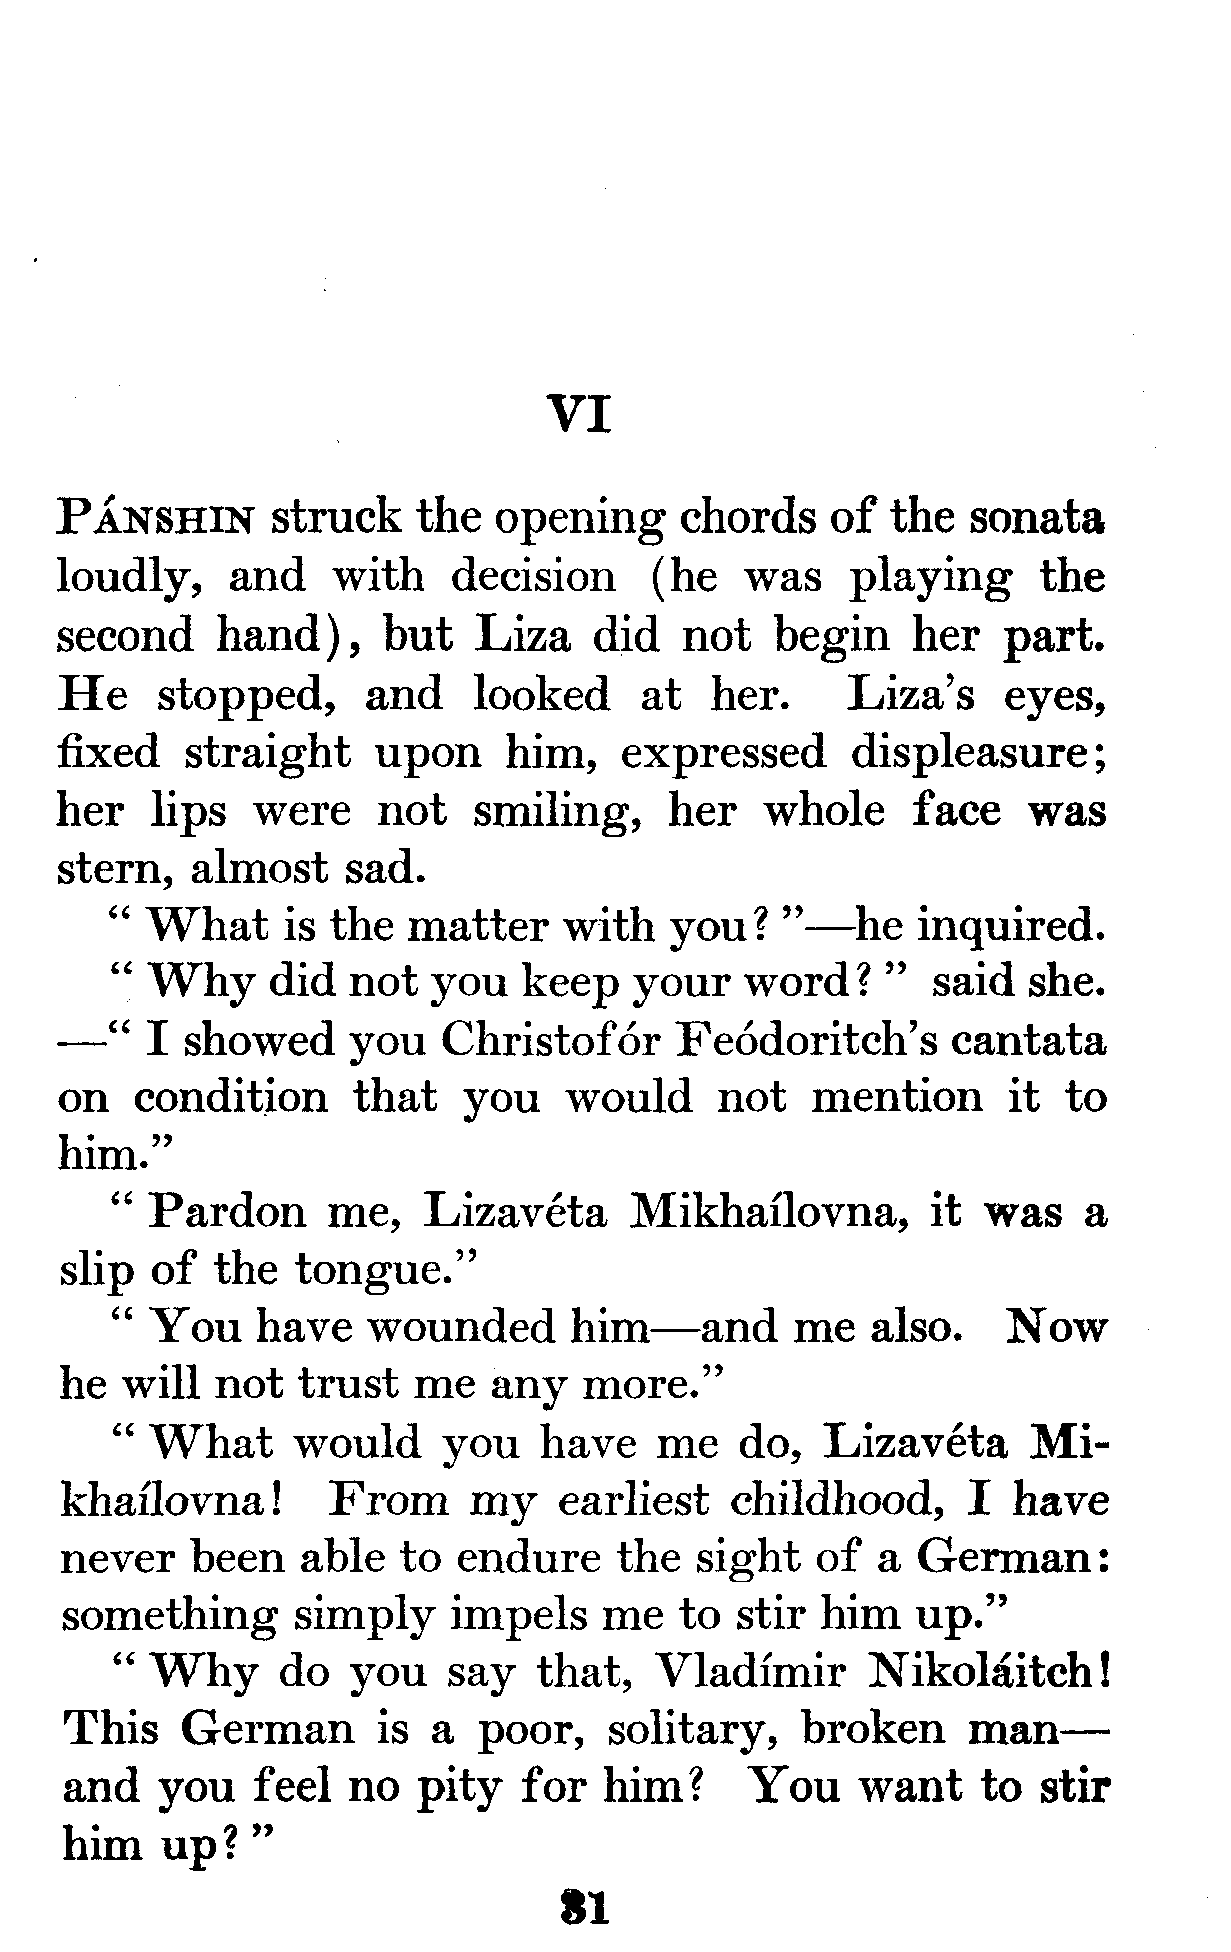 VI
PÁNSHIN struck the opening chords of the sonata
loudly, and with decision (he was playing the
second hand), but Liza did not begin her part.
He stopped, and looked at her. Liza's eyes,
fixed straight upon him, expressed displeasure;
her lips were not smiling, her whole face was
stern, almost sad.
“ What is the matter with you? ”—he inquired.
“ Why did not you keep your word? ” said she.
—“ I showed you Christofór Feódoritch's cantata
on condition that you would not mention it to
him.”
“ Pardon me, Lizavéta Mikhaílovna, it was a
slip of the tongue.”
“ You have wounded him—and me also. Now
he will not trust me any more.”
“ What would you have me do, Lizavéta Mi-
khaílovna! From my earliest childhood, I have
never been able to endure the sight of a German:
something simply impels me to stir him up.”
“ Why do you say that, Vladímir Nikoláitch!
This German is a poor, solitary, broken man—
and you feel no pity for him? You want to stir
him up? ”
31